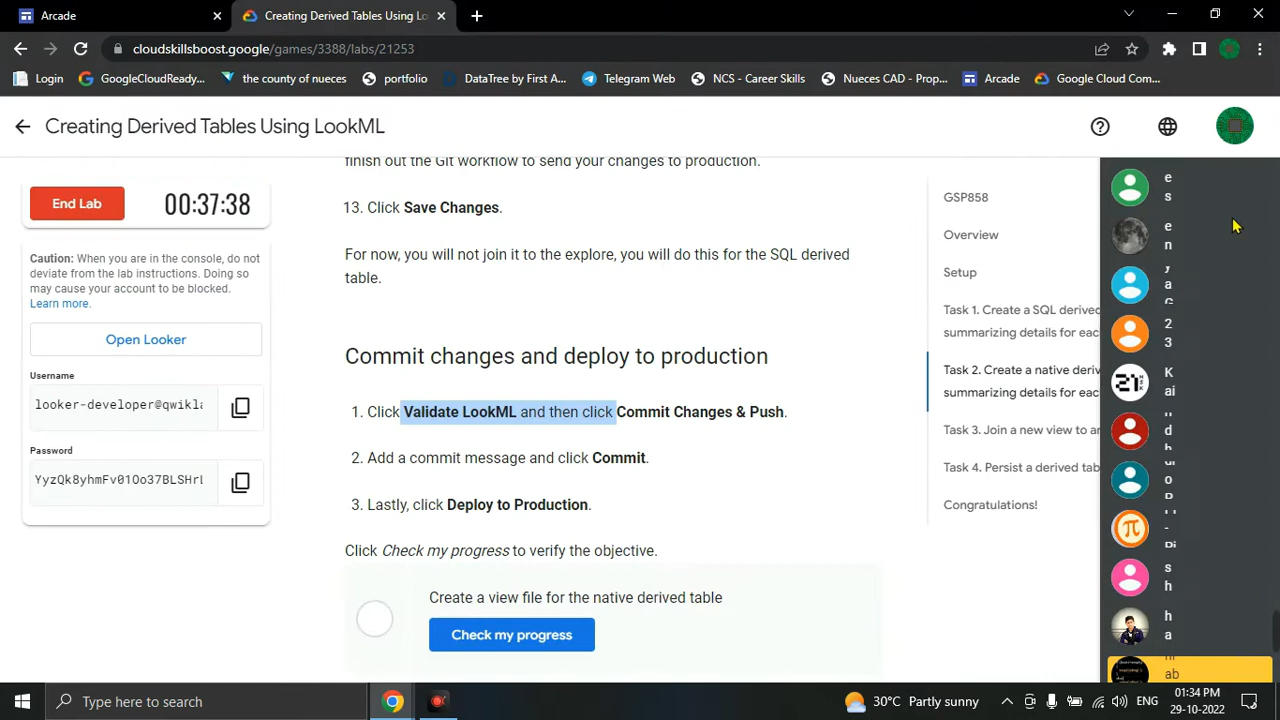 Arcade
Creating Derived Tables Using Lo
cloudskillsboost.google/games/3388/labs/21253
Login
GoogleCloudReady...
the county of nueces
portfolio
DataTree by First A...
Telegram Web
NCS - Career Skills
Nueces CAD - Prop...
Arcade
Google Cloud Com...
Creating Derived Tables Using LookML
End Lab
00:37:38
Caution: When you are in the console, do not
deviate from the lab instructions. Doing so
may cause your account to be blocked.
Learn more.
Open Looker
Username
looker-developer@qwikla
Password
YyzQk8yhmFv01Oo37BLSHrL
finish out the Git workflow to send your changes to production.
13. Click Save Changes.
For now, you will not join it to the explore, you will do this for the SQL derived
table.
Commit changes and deploy to production
1. Click Validate LookML and then click Commit Changes & Push.
2. Add a commit message and click Commit.
3. Lastly, click Deploy to Production.
Click Check my progress to verify the objective.
Create a view file for the native derived table
Check my progress
GSP858
Overview
Setup
Task 1. Create a SQL derived
summarizing details for eac
Task 2. Create a native deriv
summarizing details for eac
Task 3. Join a new view to an
Task 4. Persist a derived tab
Congratulations!
e
s
e
n
y
a
2
3
K
ai
d
h
o
s
h
h
a
ab
Type here to search
30°C Partly sunny
ENG
01:34 PM
29-10-2022